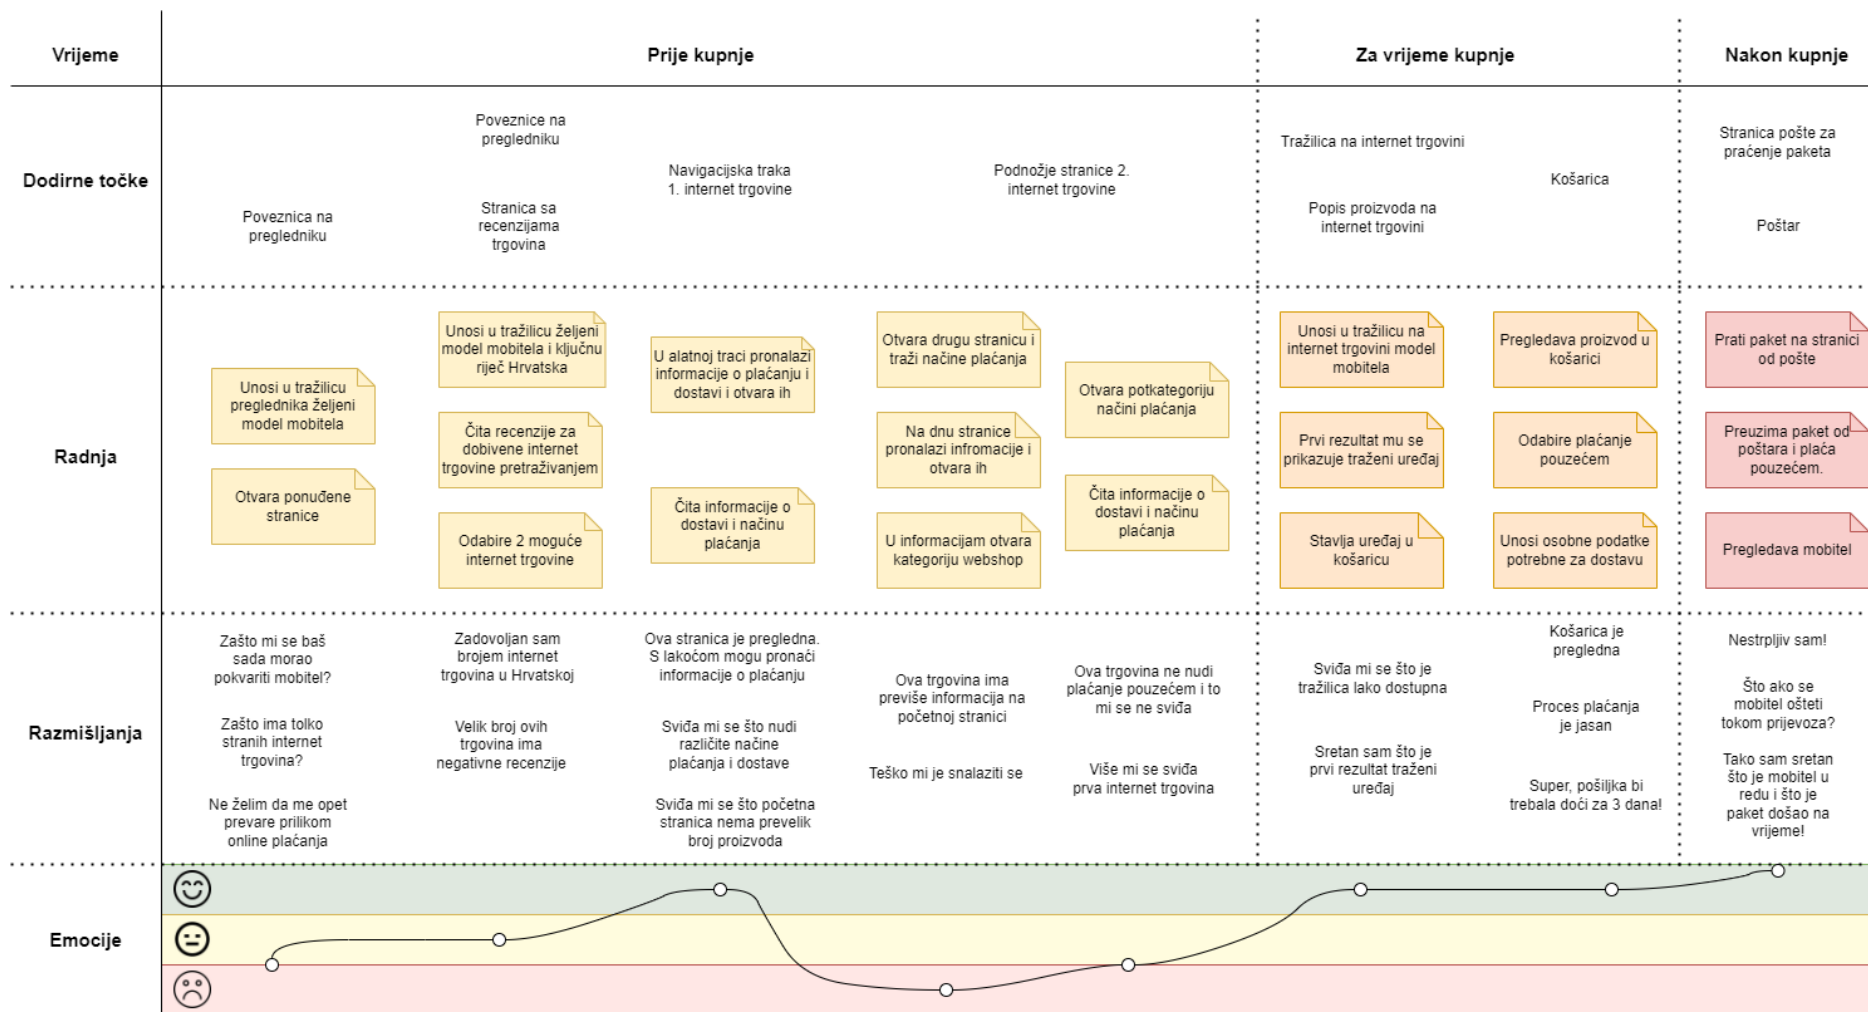 Vrijeme
Prije kupnje
Za vrijeme kupnje
Nakon kupnje
Dodirne točke
Poveznica na
pregledniku
Poveznice na
pregledniku
Stranica sa
recenzijama
trgovina
Navigacijska traka
1. internet trgovine
Podnožje stranice 2.
internet trgovine
Tražilica na internet trgovini
Popis proizvoda na
internet trgovini
Košarica
Stranica pošte za
praćenje paketa
Poštar
Radnja
Unosi u tražilicu
preglednika željeni
model mobitela
Otvara ponuđene
stranice
Unosi u tražilicu željeni
model mobitela i ključnu
riječ Hrvatska
Čita recenzije za
dobivene internet
trgovine pretraživanjem
Odabire 2 moguće
internet trgovine
U alatnoj traci pronalazi
informacije o plaćanju i
dostavi i otvara ih
Čita informacije o
dostavi i načinu
plaćanja
Otvara drugu stranicu i
traži načine plaćanja
Na dnu stranice
pronalazi infromacije i
otvara ih
U informacijam otvara
kategoriju webshop
Otvara potkategoriju
načini plaćanja
Čita informacije o
dostavi i načinu
plaćanja
Unosi u tražilicu na
internet trgovini model
mobitela
Prvi rezultat mu se
prikazuje traženi uređaj
Stavlja uređaj u
košaricu
Pregledava proizvod u
košarici
Odabire plaćanje
pouzećem
Unosi osobne podatke
potrebne za dostavu
Prati paket na stranici
od pošte
Preuzima paket od
poštara i plaća
pouzećem.
Pregledava mobitel
Razmišljanja
Zašto mi se baš
sada morao
pokvariti mobitel?
Zašto ima tolko
stranih internet
trgovina?
Ne želim da me opet
prevare prilikom
online plaćanja
Zadovoljan sam
brojem internet
trgovina u Hrvatskoj
Velik broj ovih
trgovina ima
negativne recenzije
Ova stranica je pregledna.
S lakoćom mogu pronaći
informacije o plaćanju
Sviđa mi se što nudi
različite načine
plaćanja i dostave
Sviđa mi se što početna
stranica nema prevelik
broj proizvoda
Ova trgovina ima
previše informacija na
početnoj stranici
Teško mi je snalaziti se
Ova trgovina ne nudi
plaćanje pouzećem i to
mi se ne sviđa
Više mi se sviđa
prva internet trgovina
Sviđa mi se što je
tražilica lako dostupna
Sretan sam što je
prvi rezultat traženi
uređaj
Košarica je
pregledna
Proces plaćanja
je jasan
Super, pošiljka bi
trebala doći za 3 dana!
Nestrpljiv sam!
Što ako se
mobitel ošteti
tokom prijevoza?
Tako sam sretan
što je mobitel u
redu i što je
paket došao na
vrijeme!
Emocije